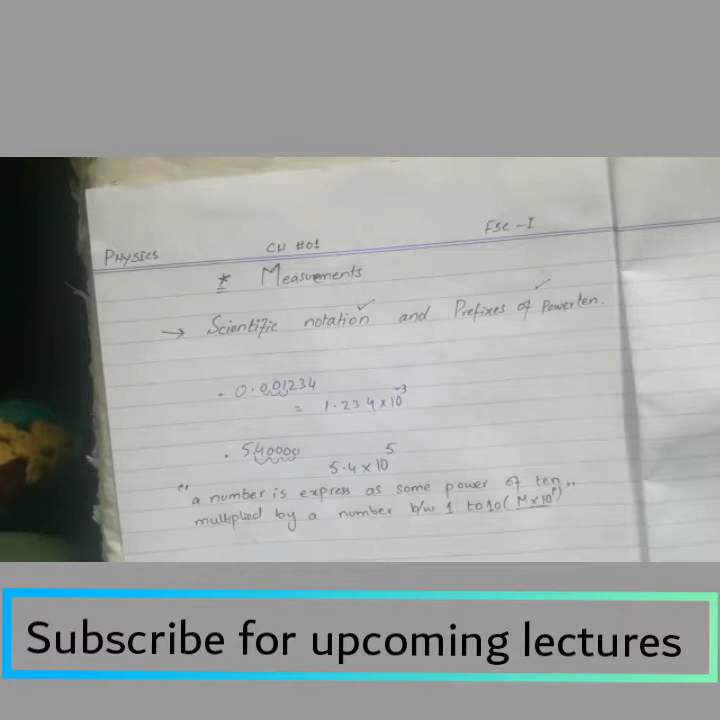 Physics CH #01 FSC-I
* Measurements
→ Scientific notation and Prefixes of Power ten.
- 0.001234
= 1.234 x 10⁻³
. 540000
5.4 x 10⁵
"a number is express as some power of ten
multiplied by a number b/w 1 to 10 (M x 10ⁿ)"
Subscribe for upcoming lectures